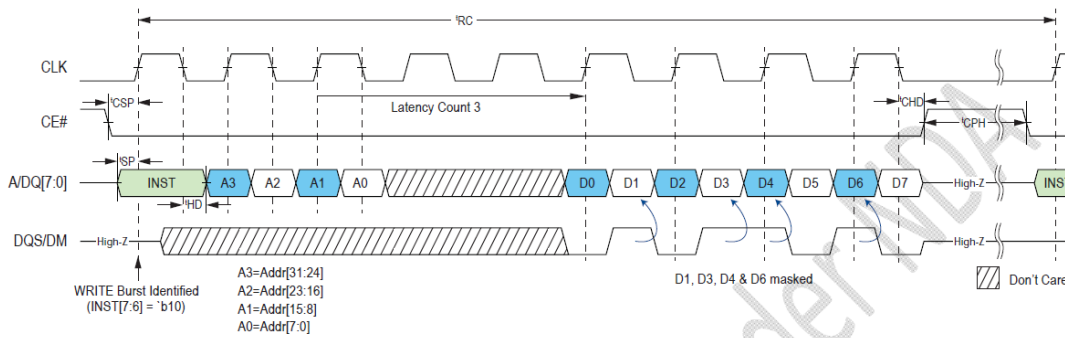 tRC
CLK
tCSP
Latency Count 3
tCHD
CE#
tCPH
tSP
A/DQ[7:0]
INST A3 A2 A1 A0 D0 D1 D2 D3 D4 D5 D6 D7 High-Z INS
tHD
DQS/DM
High-Z High-Z
WRITE Burst Identified
(INST[7:6] = `b10)
A3=Addr[31:24]
A2=Addr[23:16]
A1=Addr[15:8]
A0=Addr[7:0]
D1, D3, D4 & D6 masked
Don't Care
der NDA